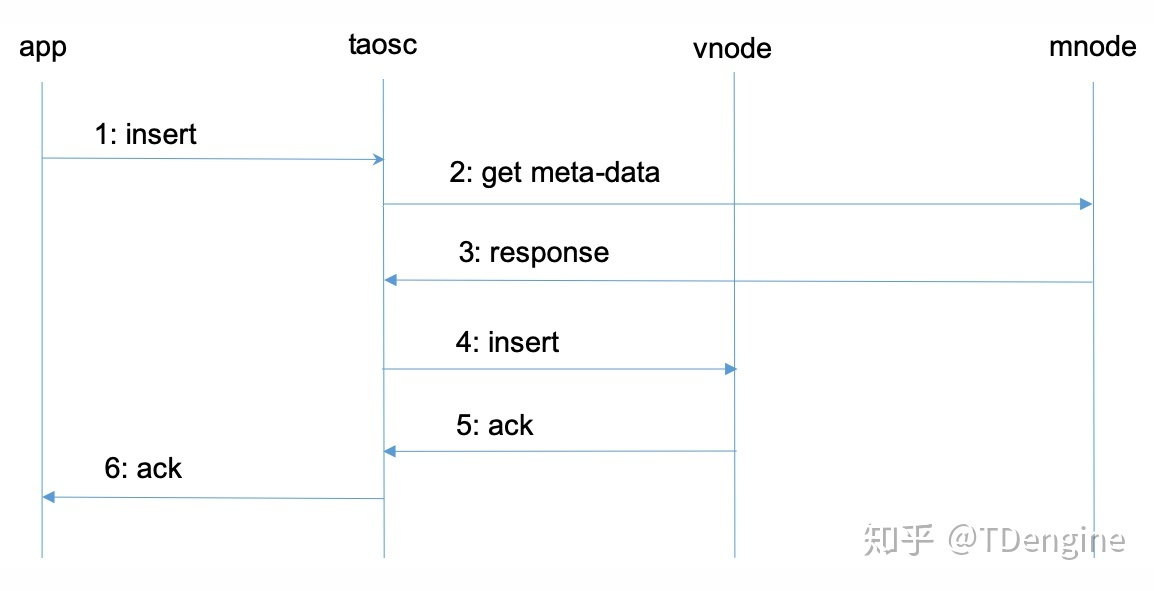 app taosc vnode mnode
1: insert
2: get meta-data
3: response
4: insert
5: ack
6: ack
知乎 @TDengine